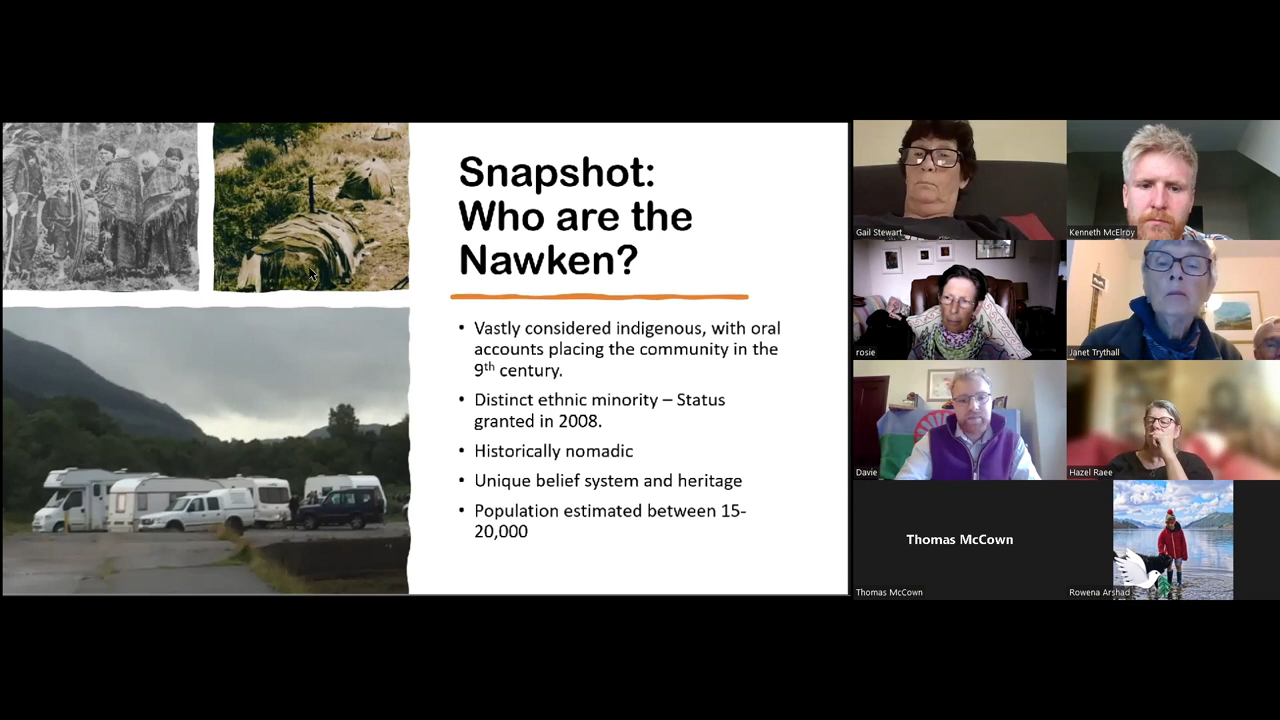 Snapshot:
Who are the
Nawken?
• Vastly considered indigenous, with oral
accounts placing the community in the
9th century.
• Distinct ethnic minority – Status
granted in 2008.
• Historically nomadic
• Unique belief system and heritage
• Population estimated between 15-
20,000
Gail Stewart
Kenneth McElroy
rosie
Janet Trythall
Davie
Hazel Raee
Thomas McCown
Thomas McCown
Rowena Arshad